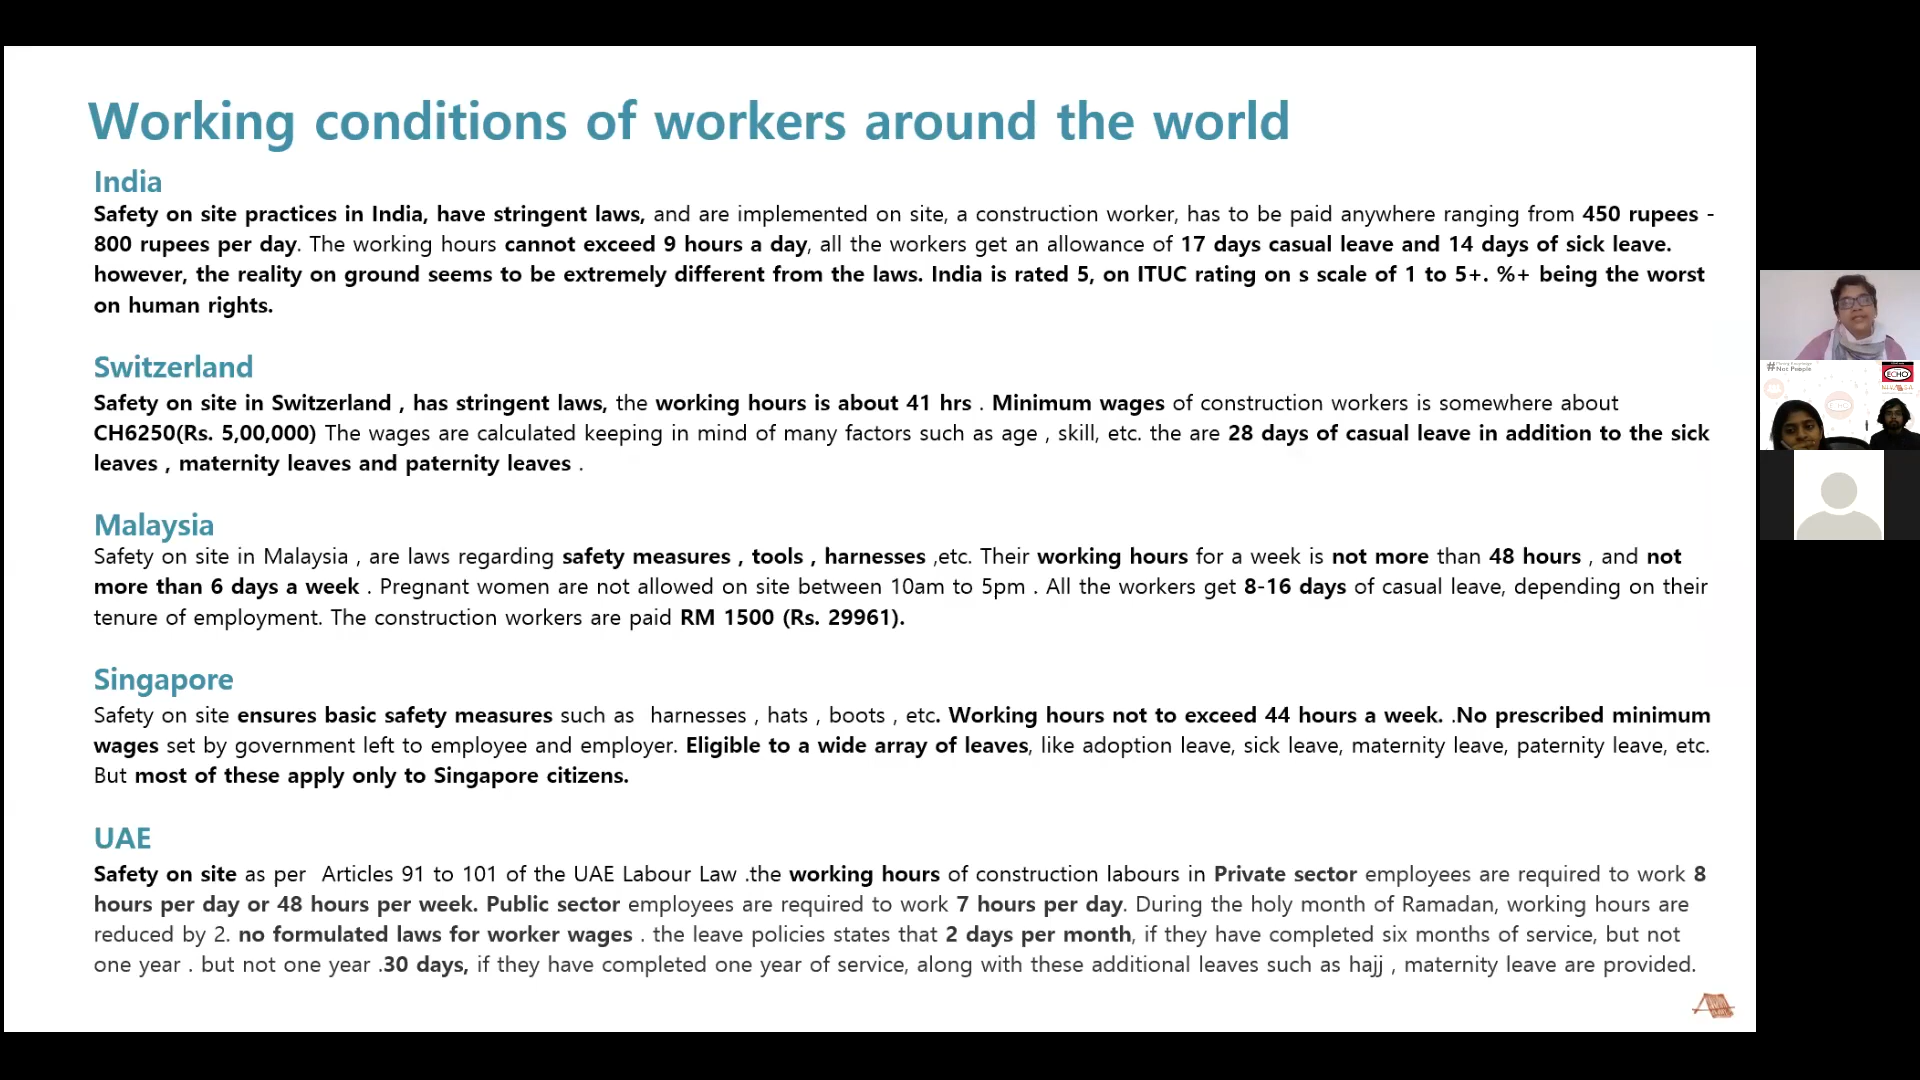 Working conditions of workers around the world
India
Safety on site practices in India, have stringent laws, and are implemented on site, a construction worker, has to be paid anywhere ranging from 450 rupees -
800 rupees per day. The working hours cannot exceed 9 hours a day, all the workers get an allowance of 17 days casual leave and 14 days of sick leave.
however, the reality on ground seems to be extremely different from the laws. India is rated 5, on ITUC rating on s scale of 1 to 5+. %+ being the worst
on human rights.
Switzerland
Safety on site in Switzerland , has stringent laws, the working hours is about 41 hrs . Minimum wages of construction workers is somewhere about
CH6250(Rs. 5,00,000) The wages are calculated keeping in mind of many factors such as age , skill, etc. the are 28 days of casual leave in addition to the sick
leaves , maternity leaves and paternity leaves .
Malaysia
Safety on site in Malaysia , are laws regarding safety measures , tools , harnesses ,etc. Their working hours for a week is not more than 48 hours , and not
more than 6 days a week . Pregnant women are not allowed on site between 10am to 5pm . All the workers get 8-16 days of casual leave, depending on their
tenure of employment. The construction workers are paid RM 1500 (Rs. 29961).
Singapore
Safety on site ensures basic safety measures such as harnesses , hats , boots , etc. Working hours not to exceed 44 hours a week. .No prescribed minimum
wages set by government left to employee and employer. Eligible to a wide array of leaves, like adoption leave, sick leave, maternity leave, paternity leave, etc.
But most of these apply only to Singapore citizens.
UAE
Safety on site as per Articles 91 to 101 of the UAE Labour Law .the working hours of construction labours in Private sector employees are required to work 8
hours per day or 48 hours per week. Public sector employees are required to work 7 hours per day. During the holy month of Ramadan, working hours are
reduced by 2. no formulated laws for worker wages . the leave policies states that 2 days per month, if they have completed six months of service, but not
one year . but not one year .30 days, if they have completed one year of service, along with these additional leaves such as hajj , maternity leave are provided.
Not People
ECHO